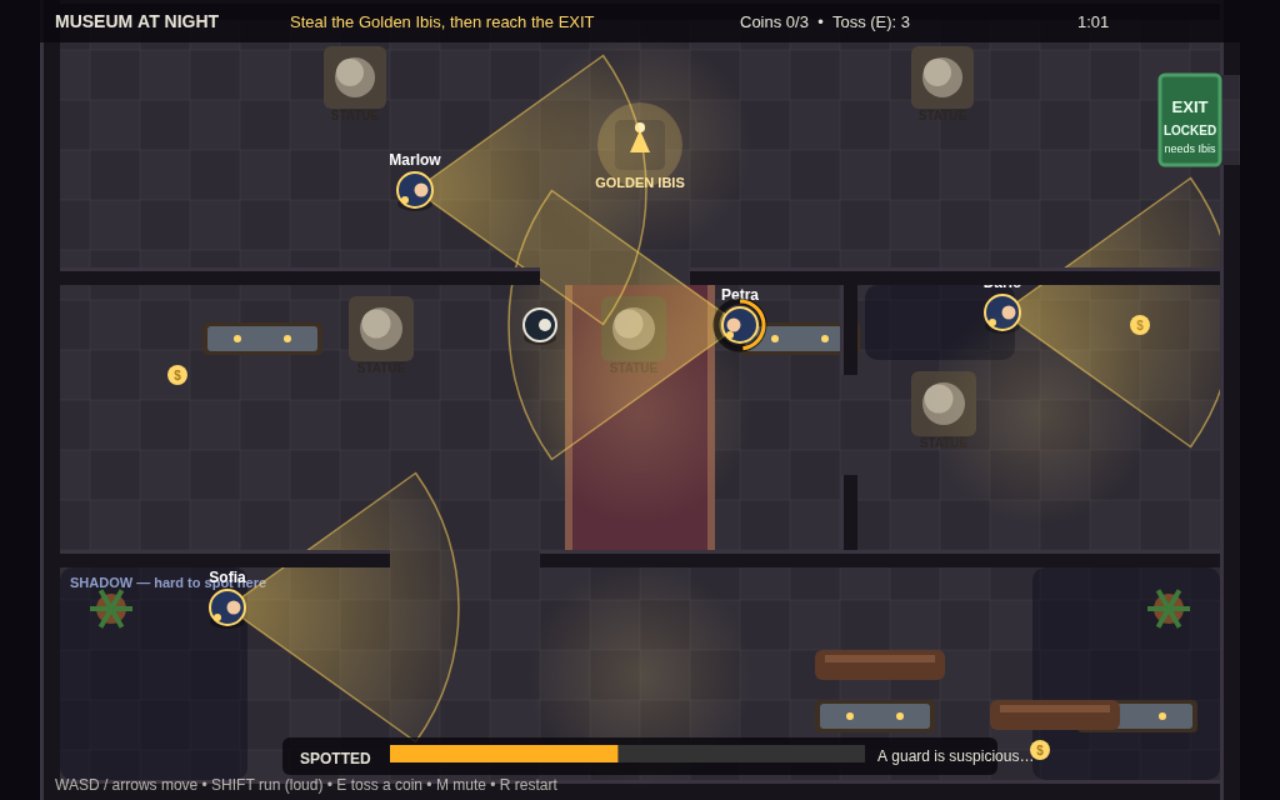 MUSEUM AT NIGHT
Steal the Golden Ibis, then reach the EXIT
Coins 0/3 • Toss (E): 3
1:01
STATUE
STATUE
EXIT
LOCKED
needs Ibis
Marlow
GOLDEN IBIS
Petra
Dario
$
STATUE
STATUE
$
STATUE
SHADOW — hard to spot here
Sofia
SPOTTED
A guard is suspicious…
$
WASD / arrows move • SHIFT run (loud) • E toss a coin • M mute • R restart